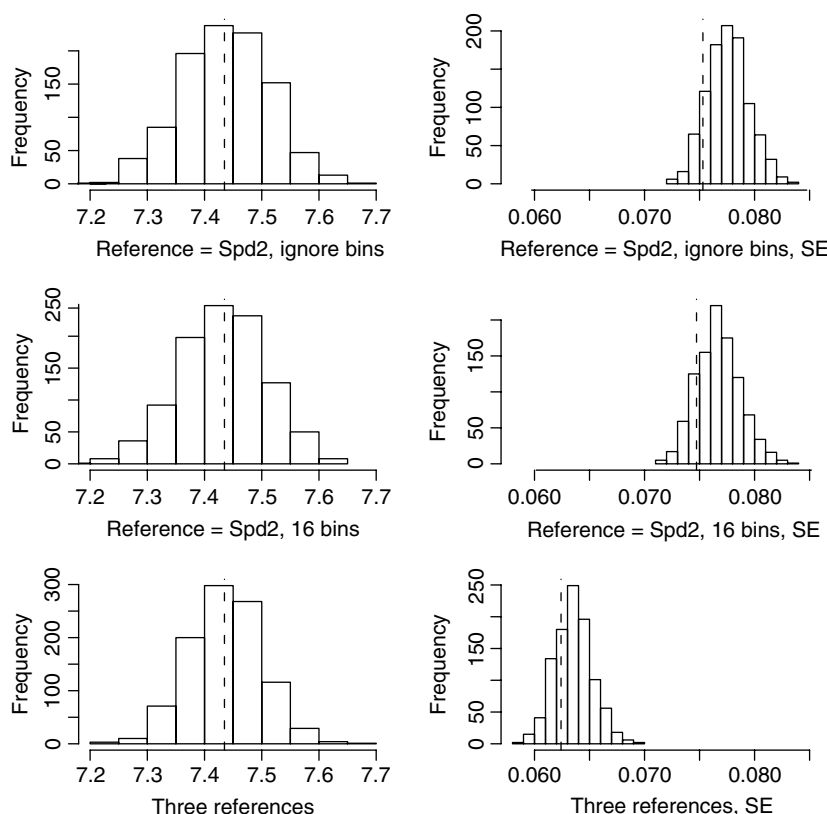 Frequency
0 50 150
7.2 7.3 7.4 7.5 7.6 7.7
Reference = Spd2, ignore bins
Frequency
0 50 100 200
0.060 0.070 0.080
Reference = Spd2, ignore bins, SE
Frequency
0 50 150 250
7.2 7.3 7.4 7.5 7.6 7.7
Reference = Spd2, 16 bins
Frequency
0 50 150
0.060 0.070 0.080
Reference = Spd2, 16 bins, SE
Frequency
0 100 200 300
7.2 7.3 7.4 7.5 7.6 7.7
Three references
Frequency
0 50 150 250
0.060 0.070 0.080
Three references, SE